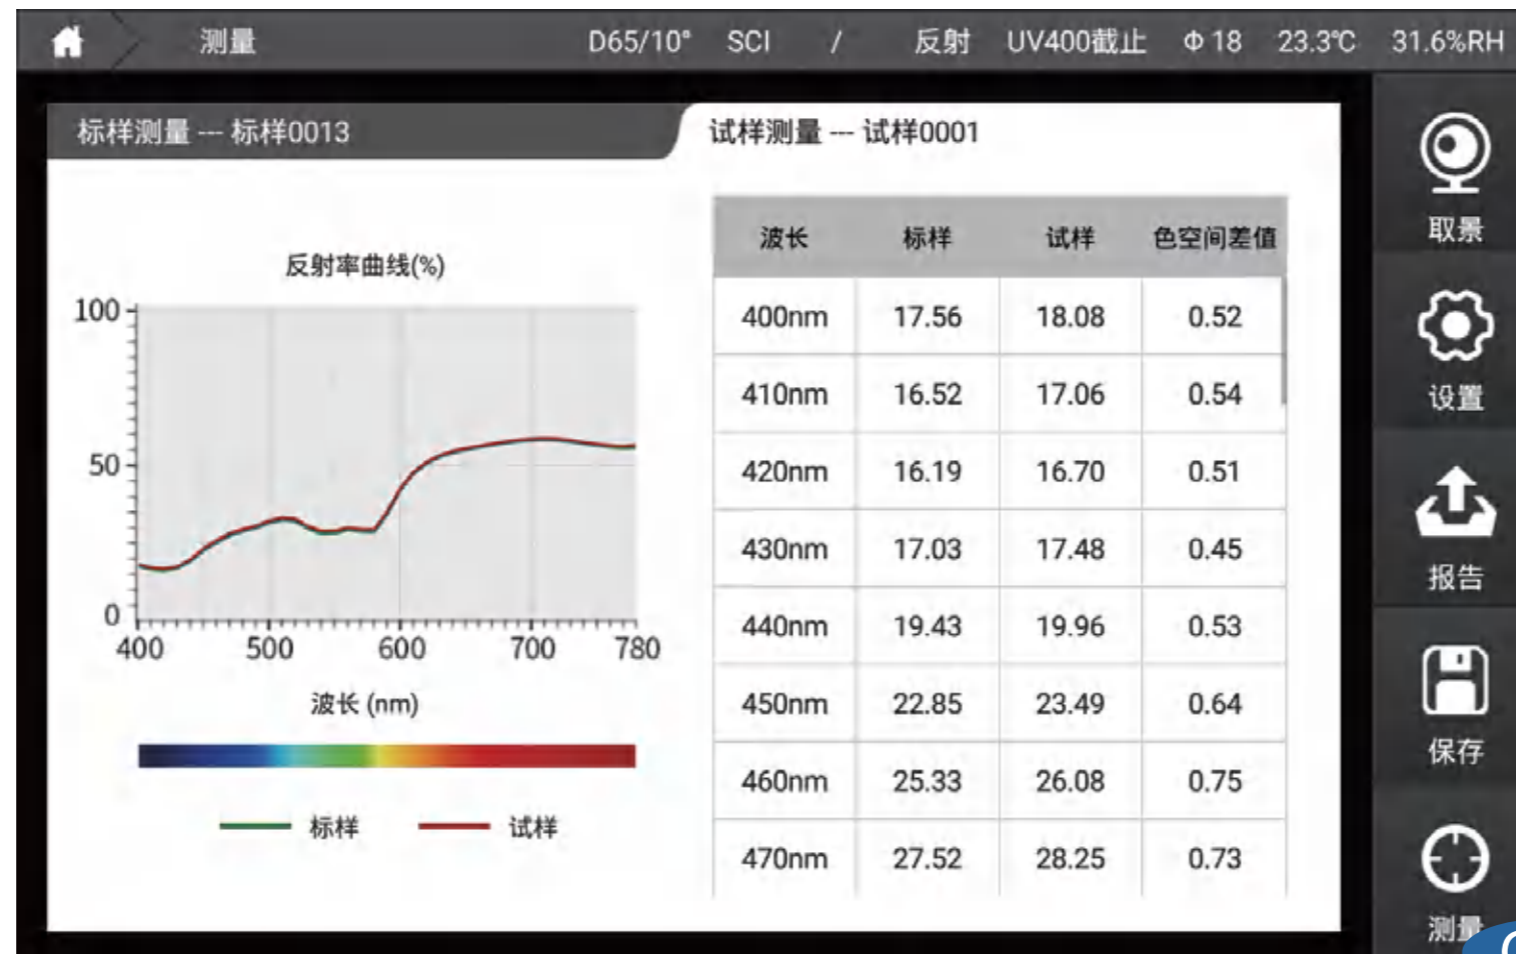 测量 D65/10° SCI / 反射 UV400截止 Φ18 23.3℃ 31.6%RH
标样测量 --- 标样0013
试样测量 --- 试样0001
反射率曲线(%)
100
50
0
400 500 600 700 780
波长 (nm)
标样 试样
波长 标样 试样 色空间差值
400nm 17.56 18.08 0.52
410nm 16.52 17.06 0.54
420nm 16.19 16.70 0.51
430nm 17.03 17.48 0.45
440nm 19.43 19.96 0.53
450nm 22.85 23.49 0.64
460nm 25.33 26.08 0.75
470nm 27.52 28.25 0.73
取景
设置
报告
保存
测量